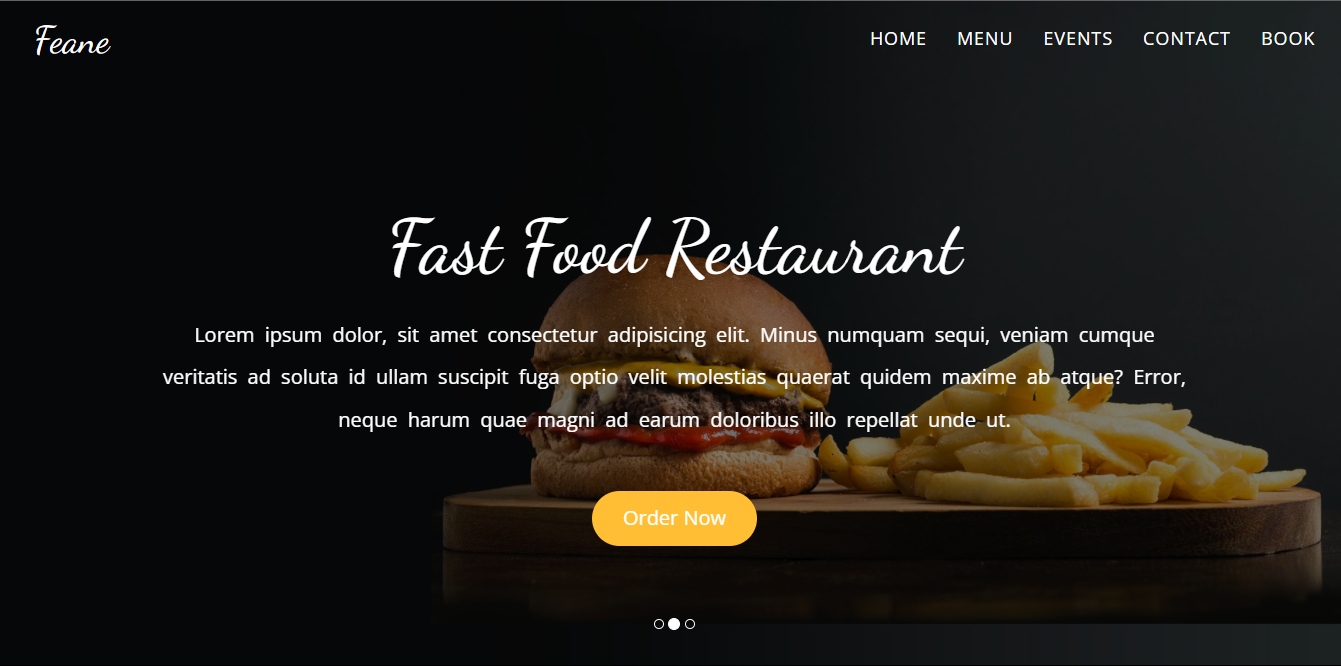 Feane
HOME MENU EVENTS CONTACT BOOK
Fast Food Restaurant
Lorem ipsum dolor, sit amet consectetur adipisicing elit. Minus numquam sequi, veniam cumque
veritatis ad soluta id ullam suscipit fuga optio velit molestias quaerat quidem maxime ab atque? Error,
neque harum quae magni ad earum doloribus illo repellat unde ut.
Order Now